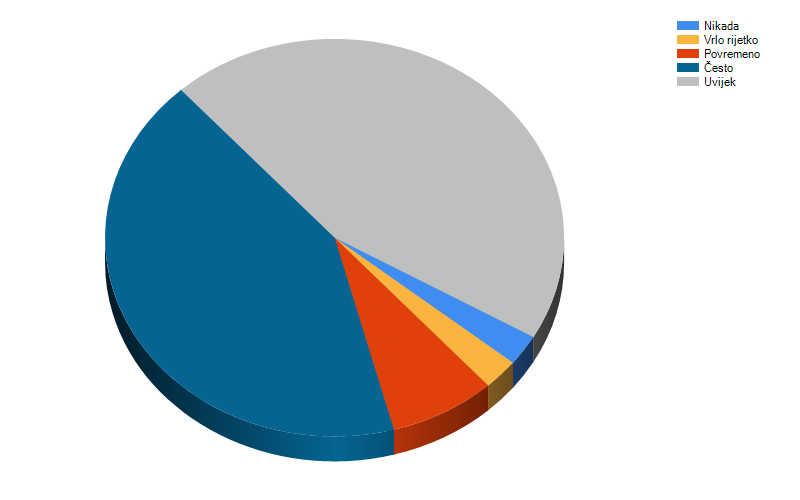 Nikada
Vrlo rijetko
Povremeno
Često
Uvijek